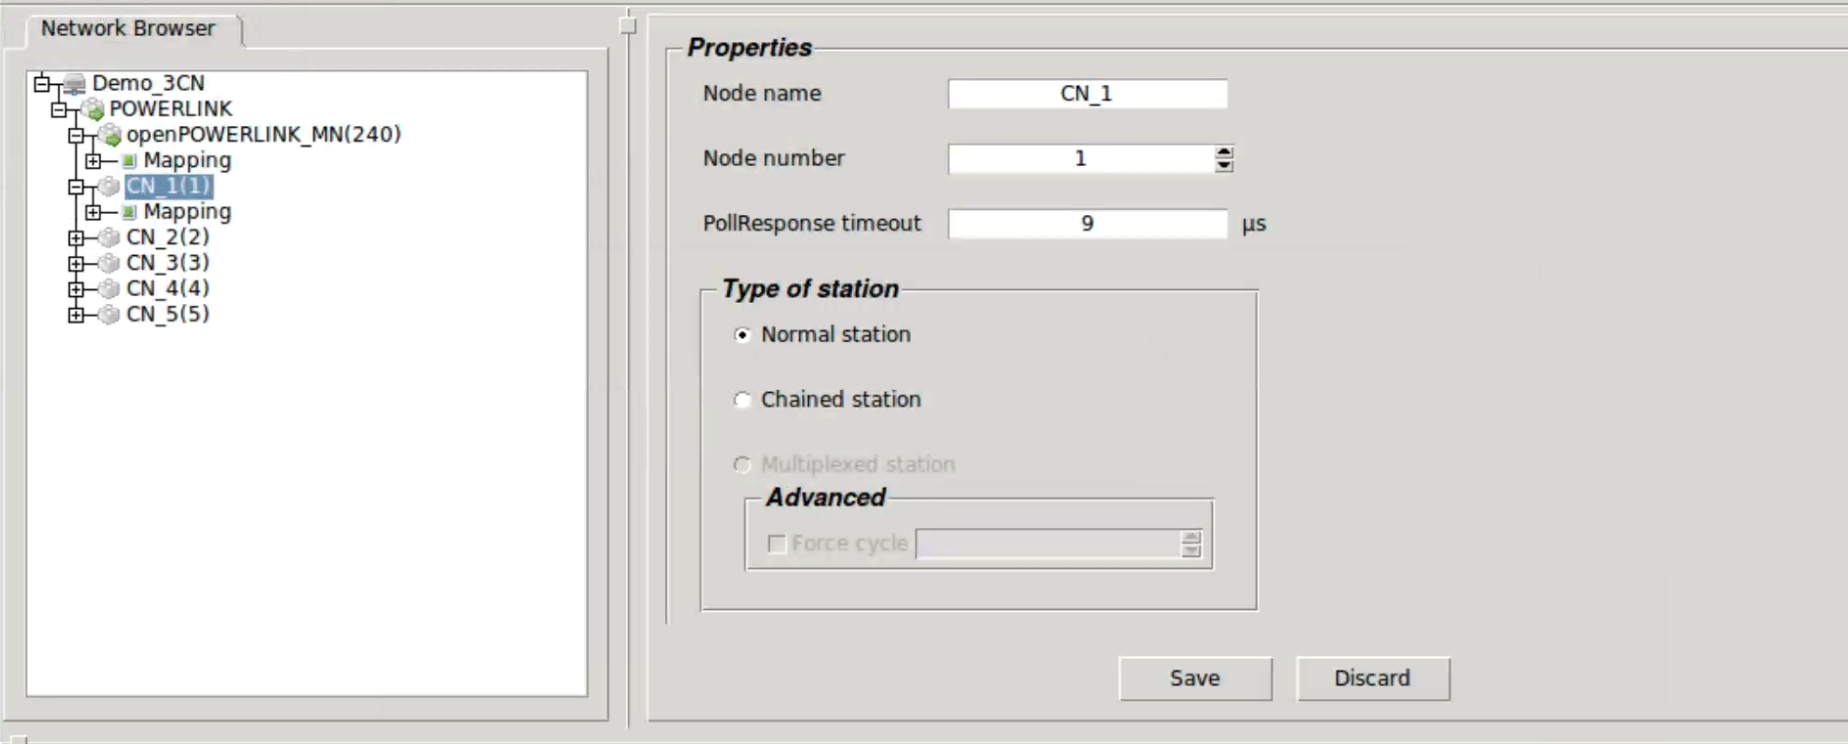 Network Browser
Demo_3CN
POWERLINK
openPOWERLINK_MN(240)
Mapping
CN_1(1)
Mapping
CN_2(2)
CN_3(3)
CN_4(4)
CN_5(5)
Properties
Node name CN_1
Node number 1
PollResponse timeout 9 µs
Type of station
Normal station
Chained station
Multiplexed station
Advanced
Force cycle
Save Discard